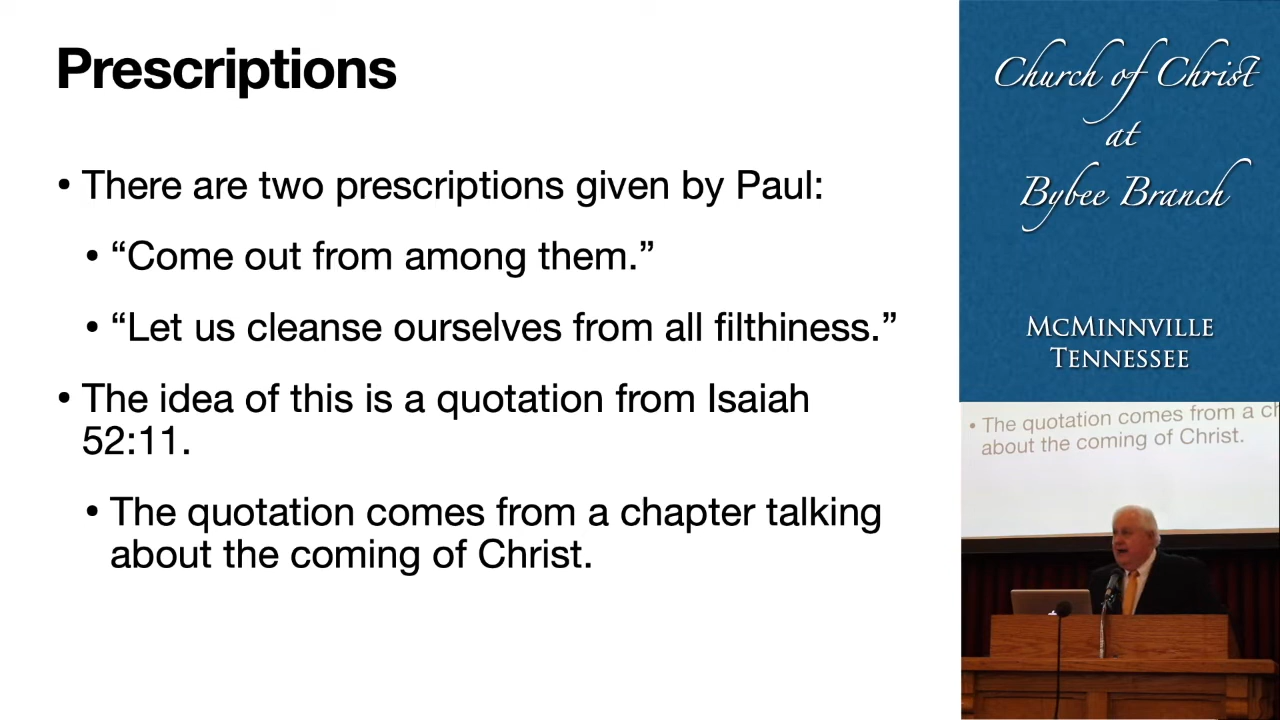 Prescriptions
• There are two prescriptions given by Paul:
• “Come out from among them.”
• “Let us cleanse ourselves from all filthiness.”
• The idea of this is a quotation from Isaiah
52:11.
• The quotation comes from a chapter talking
about the coming of Christ.
Church of Christ
at
Bybee Branch
McMinnville
Tennessee
• The quotation comes from a ch
about the coming of Christ.